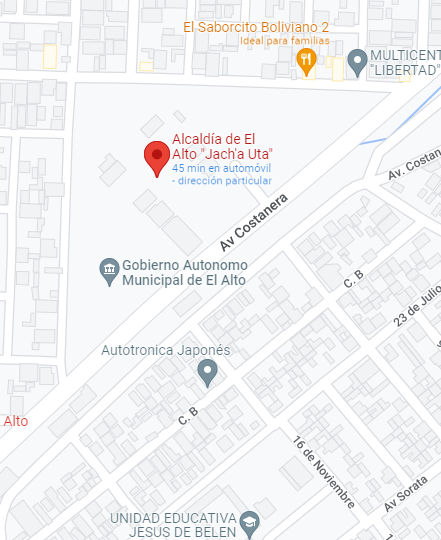 El Saborcito Boliviano 2
Ideal para familias
MULTICENT
"LIBERTAD"
Alcaldía de El
Alto "Jach'a Uta"
45 min en automóvil
- dirección particular
Av. Costan
Av Costanera
Gobierno Autonomo
Municipal de El Alto
C. B
23 de Julio
Autotronica Japonés
Alto
C. B
16 de Noviembre
Av Sorata
UNIDAD EDUCATIVA
JESUS DE BELEN